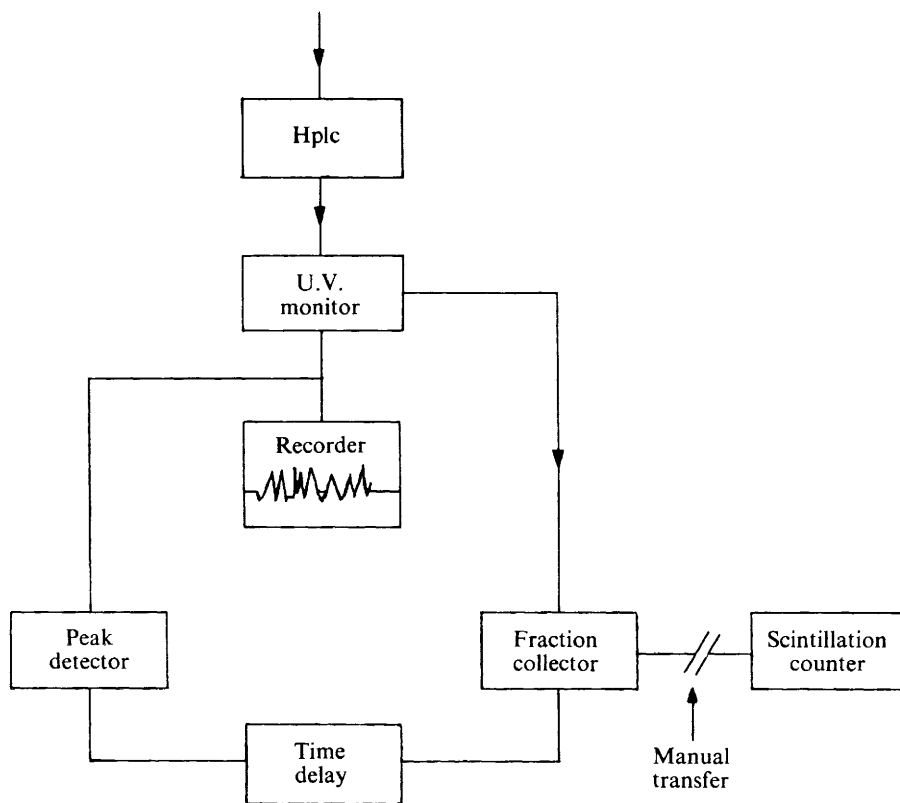 Hplc
U.V.
monitor
Recorder
Peak
detector
Fraction
collector
Scintillation
counter
Time
delay
Manual
transfer